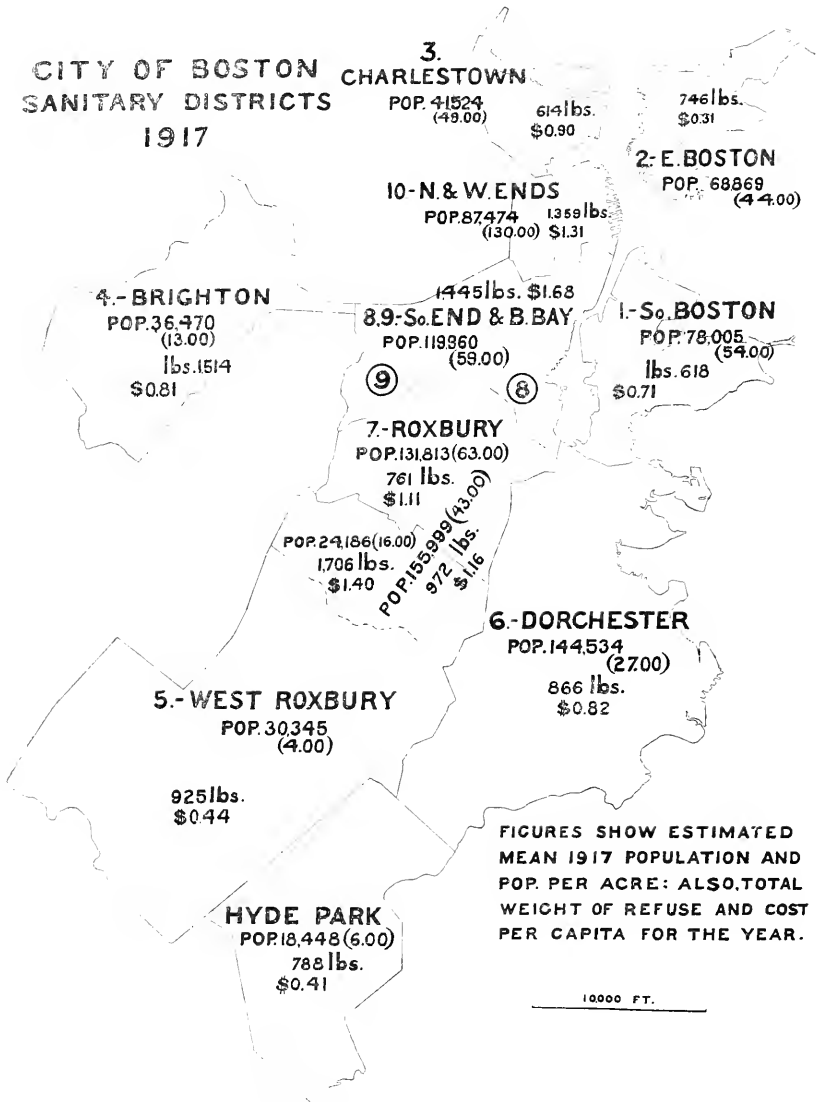 CITY OF BOSTON
SANITARY DISTRICTS
1917
3.
CHARLESTOWN
POP. 41524
(49.00)
614 lbs.
$0.90
746 lbs.
$0.31
2.- E. BOSTON
POP. 68869
(44.00)
10-N.& W. ENDS
POP. 87,474
(130.00)
1,359 lbs.
$1.31
4.-BRIGHTON
POP. 36,470
(13.00)
lbs. 1514
$0.81
1,445 lbs. $1.68
8,9.-So. END & B. BAY
POP. 119,960
(59.00)
9
8
1.-So. BOSTON
POP. 78,005
(54.00)
lbs. 618
$0.71
7.-ROXBURY
POP. 131,813 (63.00)
761 lbs.
$1.11
POP. 24,186 (16.00)
1,706 lbs.
$1.40
POP. 155,999 (43.00)
972 lbs.
$1.16
6.-DORCHESTER
POP. 144,534
(27.00)
866 lbs.
$0.82
5.-WEST ROXBURY
POP. 30,345
(4.00)
925 lbs.
$0.44
HYDE PARK
POP. 18,448 (6.00)
788 lbs.
$0.41
FIGURES SHOW ESTIMATED
MEAN 1917 POPULATION AND
POP. PER ACRE: ALSO, TOTAL
WEIGHT OF REFUSE AND COST
PER CAPITA FOR THE YEAR.
10,000 FT.